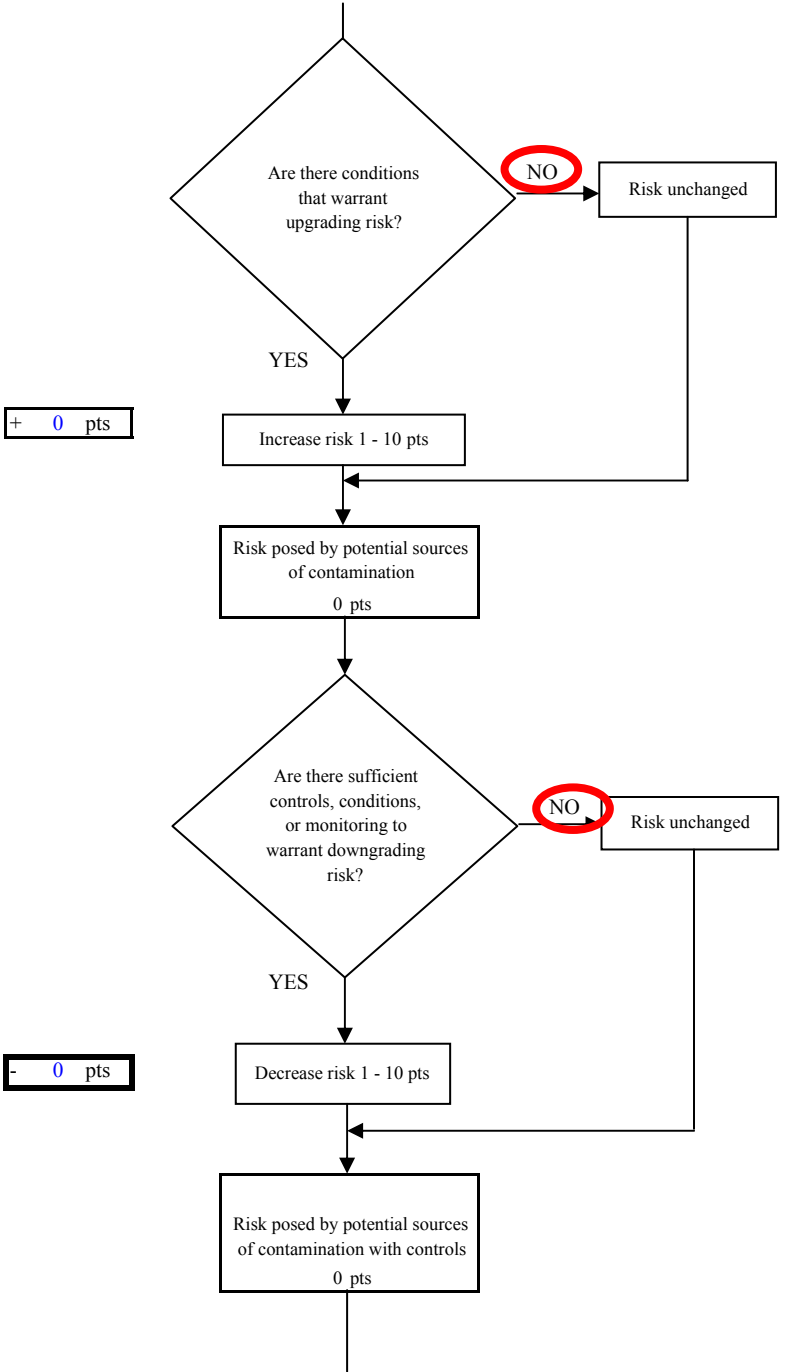 Are there conditions
that warrant
upgrading risk?
NO
Risk unchanged
YES
+ 0 pts
Increase risk 1 - 10 pts
Risk posed by potential sources
of contamination
0 pts
Are there sufficient
controls, conditions,
or monitoring to
warrant downgrading
risk?
NO
Risk unchanged
YES
- 0 pts
Decrease risk 1 - 10 pts
Risk posed by potential sources
of contamination with controls
0 pts